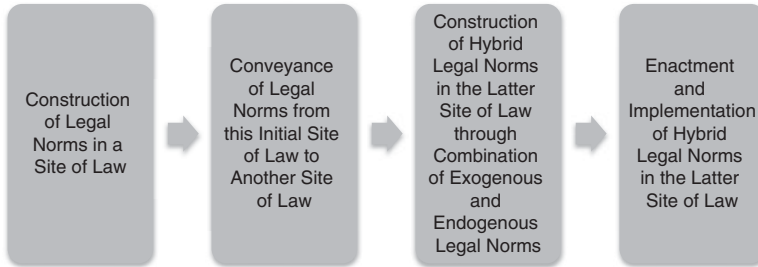 Construction
of Legal
Norms in a
Site of Law
Conveyance
of Legal
Norms from
this Initial Site
of Law to
Another Site
of Law
Construction
of Hybrid
Legal Norms
in the Latter
Site of Law
through
Combination
of Exogenous
and
Endogenous
Legal Norms
Enactment
and
Implementation
of Hybrid
Legal Norms
in the Latter
Site of Law